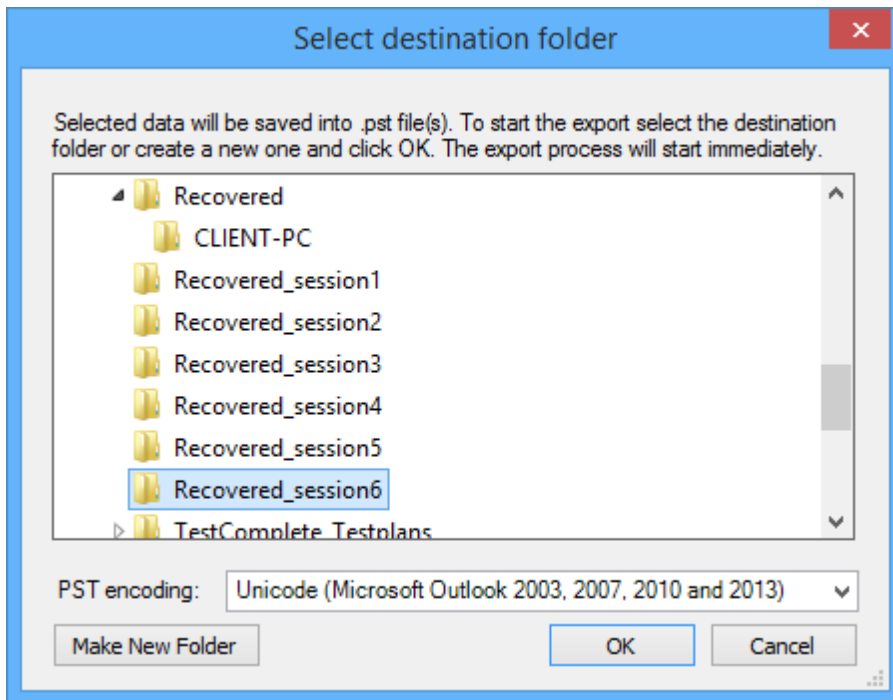 Select destination folder
Selected data will be saved into .pst file(s). To start the export select the destination
folder or create a new one and click OK. The export process will start immediately.
Recovered
CLIENT-PC
Recovered_session1
Recovered_session2
Recovered_session3
Recovered_session4
Recovered_session5
Recovered_session6
TestComplete_Testplans
PST encoding: Unicode (Microsoft Outlook 2003, 2007, 2010 and 2013)
Make New Folder OK Cancel